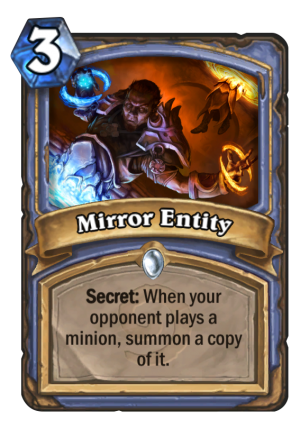 3
Mirror Entity
Secret: When your
opponent plays a
minion, summon a copy
of it.